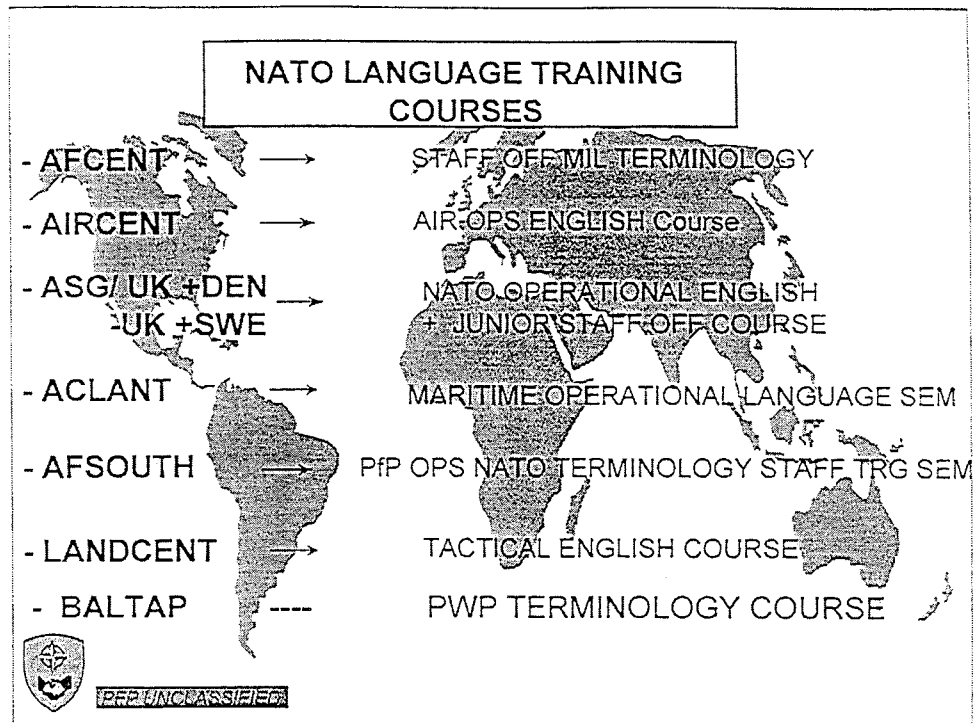 NATO LANGUAGE TRAINING
COURSES
- AFCENT → STAFF OFF MIL TERMINOLOGY
- AIRCENT → AIR OPS ENGLISH Course
- ASG/ UK +DEN → NATO OPERATIONAL ENGLISH
-UK +SWE + JUNIOR STAFF OFF COURSE
- ACLANT → MARITIME OPERATIONAL LANGUAGE SEM
- AFSOUTH → PfP OPS NATO TERMINOLOGY STAFF TRG SEM
- LANDCENT → TACTICAL ENGLISH COURSE
- BALTAP ---- PWP TERMINOLOGY COURSE
PFP UNCLASSIFIED